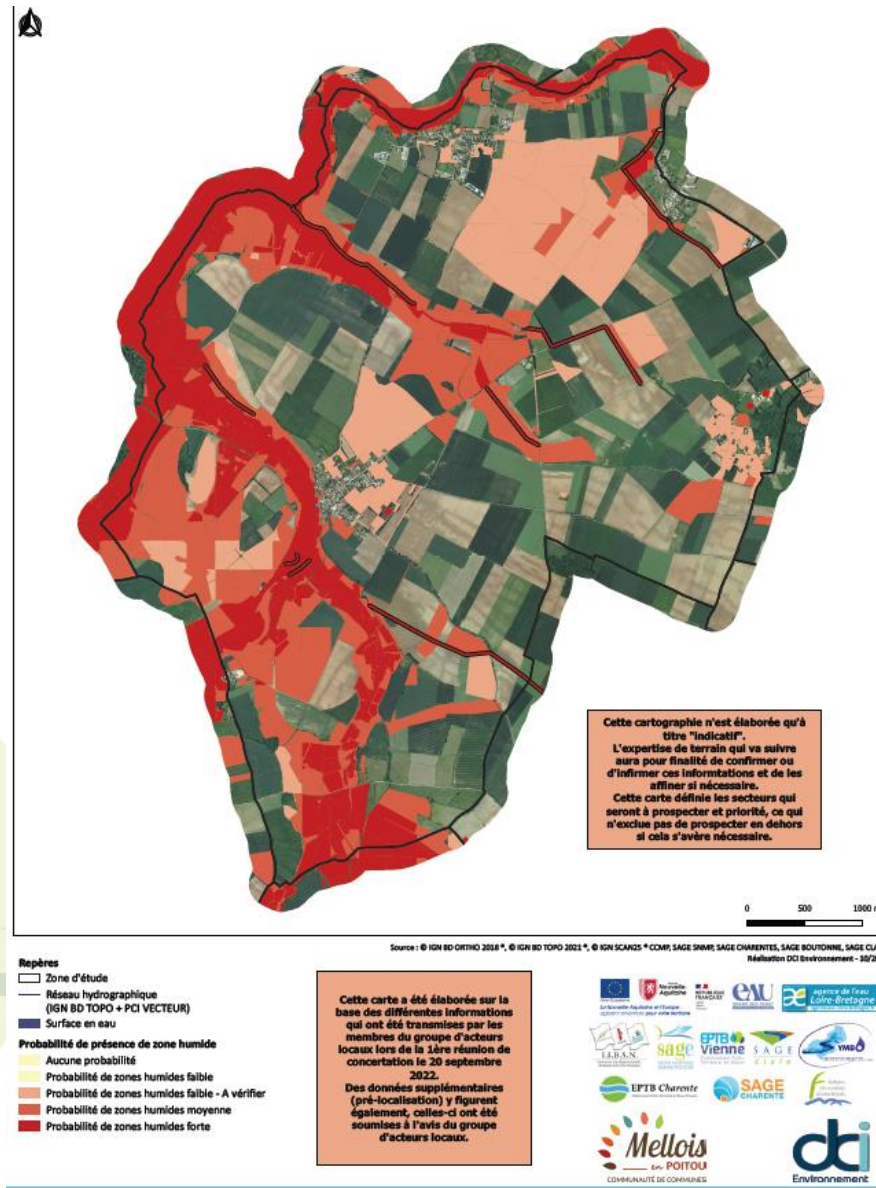 Cette cartographie n'est élaborée qu'à
titre "indicatif".
L'expertise de terrain qui va suivre
aura pour finalité de confirmer ou
d'infirmer ces informtations et de les
affiner si nécessaire.
Cette carte définie les secteurs qui
seront à prospecter et priorité, ce qui
n'exclue pas de prospecter en dehors
si cela s'avère nécessaire.
0 500 1000 m
Source : © IGN BD ORTHO 2018 ®, © IGN BD TOPO 2021 ®, © IGN SCAN25 ® CCMP, SAGE SNMP, SAGE CHARENTES, SAGE BOUTONNE, SAGE CLA
Réalisation DCI Environnement - 10/20
Repères
Zone d'étude
Réseau hydrographique
(IGN BD TOPO + PCI VECTEUR)
Surface en eau
Probabilité de présence de zone humide
Aucune probabilité
Probabilité de zones humides faible
Probabilité de zones humides faible - A vérifier
Probabilité de zones humides moyenne
Probabilité de zones humides forte
Cette carte a été élaborée sur la
base des différentes informations
qui ont été transmises par les
membres du groupe d'acteurs
locaux lors de la 1ère réunion de
concertation le 20 septembre
2022.
Des données supplémentaires
(pré-localisation) y figurent
également, celles-ci ont été
soumises à l'avis du groupe
d'acteurs locaux.
Nouvelle-
Aquitaine
RÉPUBLIQUE
FRANÇAISE
EAU
agence de l'eau
Loire-Bretagne
I.I.B.S.N.
sage
EPTB
Vienne
SAGE
Clain
YMBO
EPTB Charente
SAGE
CHARENTE
Mellois
en POITOU
COMMUNAUTÉ DE COMMUNES
dci
Environnement